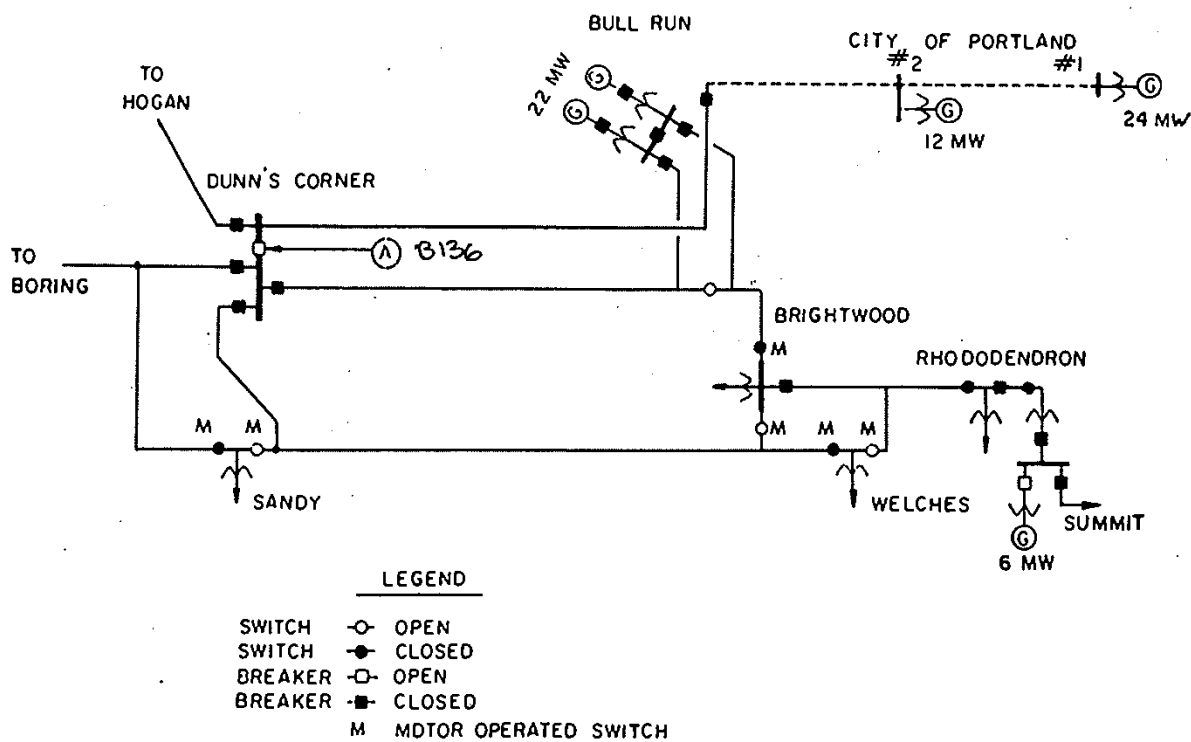 BULL RUN
CITY OF PORTLAND
#2
#1
TO
HOGAN
22 MW
G
G
G
24 MW
G
12 MW
DUNN'S CORNER
A B136
TO
BORING
BRIGHTWOOD
M
RHODODENDRON
M M
M
M M
SANDY
WELCHES
SUMMIT
G
6 MW
LEGEND
SWITCH OPEN
SWITCH CLOSED
BREAKER OPEN
BREAKER CLOSED
M MOTOR OPERATED SWITCH